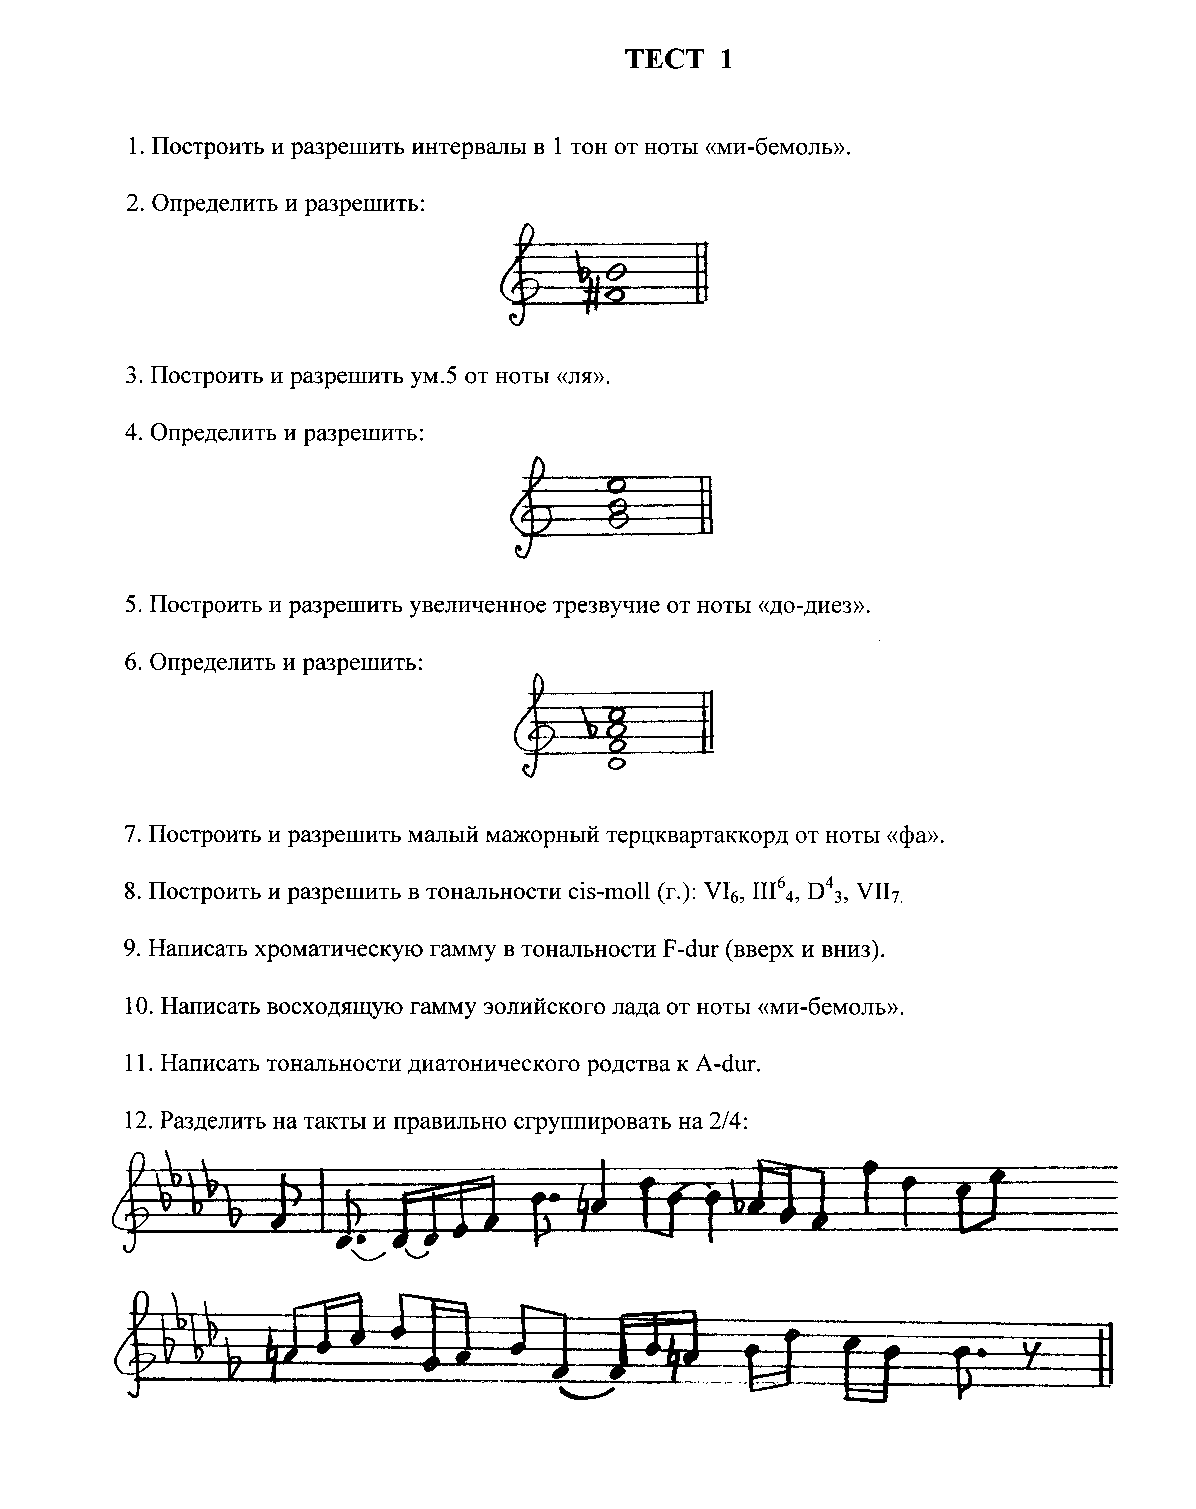 ТЕСТ 1
1. Построить и разрешить интервалы в 1 тон от ноты «ми-бемоль».
2. Определить и разрешить:
3. Построить и разрешить ум.5 от ноты «ля».
4. Определить и разрешить:
5. Построить и разрешить увеличенное трезвучие от ноты «до-диез».
6. Определить и разрешить:
7. Построить и разрешить малый мажорный терцквартаккорд от ноты «фа».
8. Построить и разрешить в тональности cis-moll (г.): VI₆, III⁶₄, D⁴₃, VII₇.
9. Написать хроматическую гамму в тональности F-dur (вверх и вниз).
10. Написать восходящую гамму эолийского лада от ноты «ми-бемоль».
11. Написать тональности диатонического родства к A-dur.
12. Разделить на такты и правильно сгруппировать на 2/4: